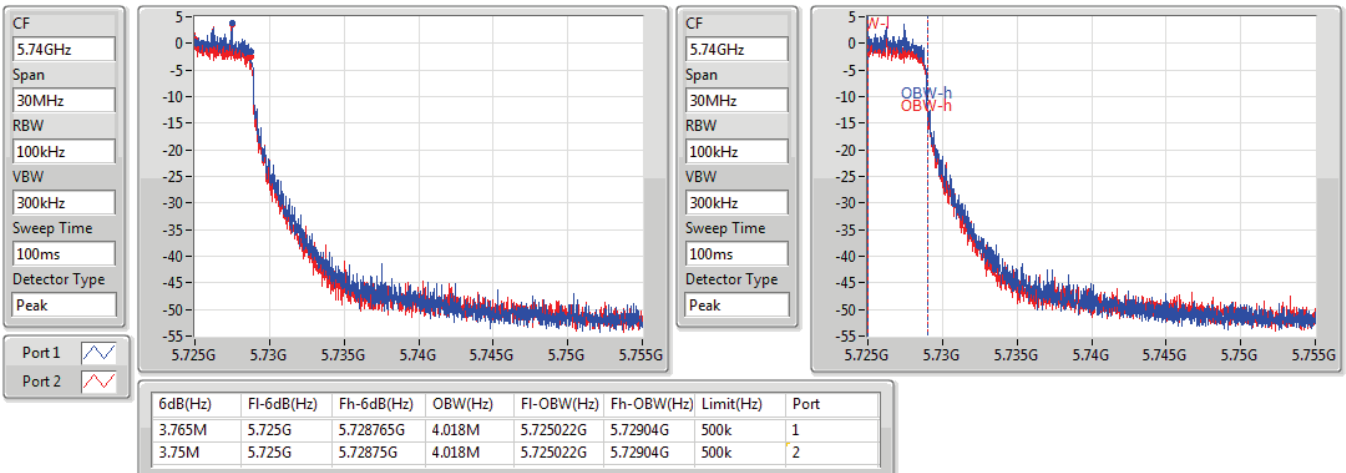 CF
5.74GHz
Span
30MHz
RBW
100kHz
VBW
300kHz
Sweep Time
100ms
Detector Type
Peak
Port 1
Port 2
5
0
-5
-10
-15
-20
-25
-30
-35
-40
-45
-50
-55
5.725G 5.73G 5.735G 5.74G 5.745G 5.75G 5.755G
CF
5.74GHz
Span
30MHz
RBW
100kHz
VBW
300kHz
Sweep Time
100ms
Detector Type
Peak
5
0
-5
-10
-15
-20
-25
-30
-35
-40
-45
-50
-55
W-l
OBW-h
OBW-h
5.725G 5.73G 5.735G 5.74G 5.745G 5.75G 5.755G
6dB(Hz) Fl-6dB(Hz) Fh-6dB(Hz) OBW(Hz) Fl-OBW(Hz) Fh-OBW(Hz) Limit(Hz) Port
3.765M 5.725G 5.728765G 4.018M 5.725022G 5.72904G 500k 1
3.75M 5.725G 5.72875G 4.018M 5.725022G 5.72904G 500k 2